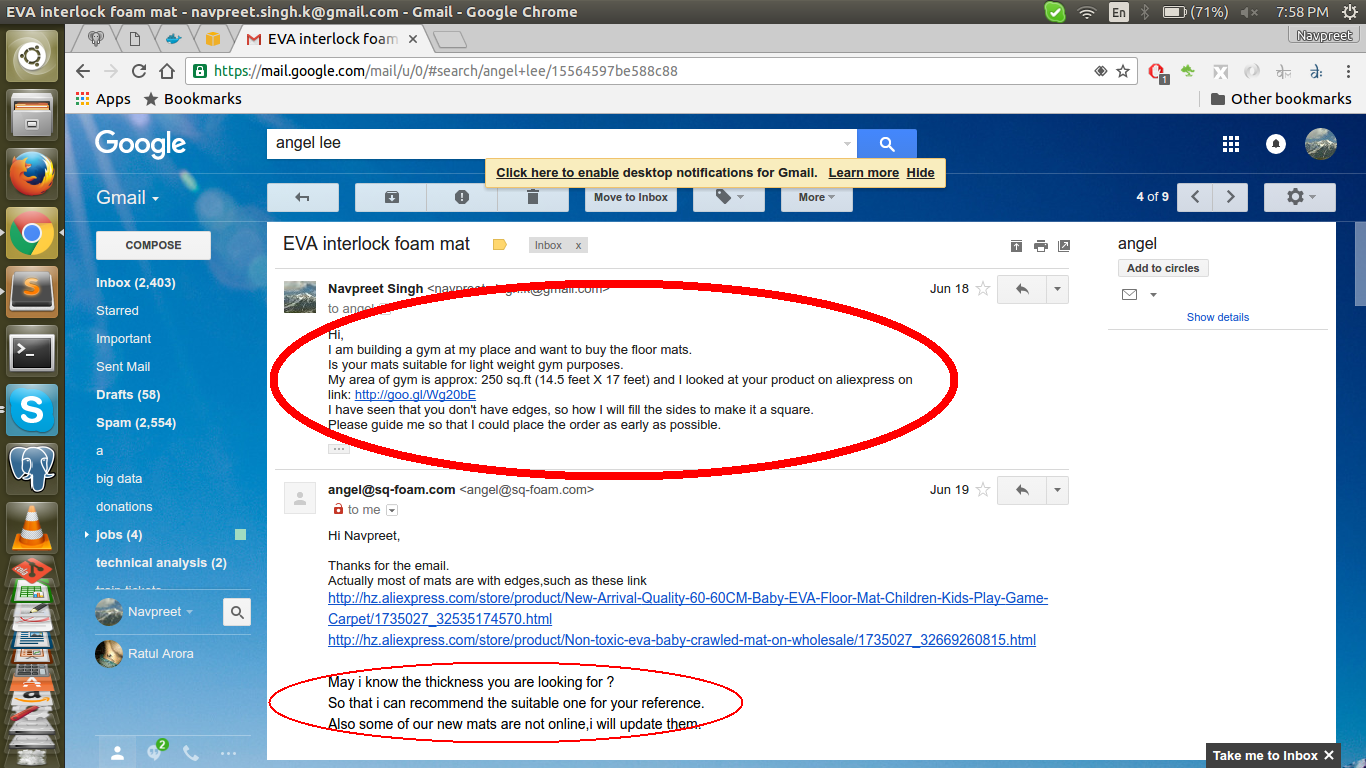 EVA interlock foam mat - navpreet.singh.k@gmail.com - Gmail - Google Chrome
En
(71%)
7:58 PM
EVA interlock foam
Navpreet
https://mail.google.com/mail/u/0/#search/angel+lee/15564597be588c88
1
Apps
Bookmarks
Other bookmarks
Google
angel lee
Click here to enable desktop notifications for Gmail. Learn more Hide
Gmail
Move to Inbox
More
4 of 9
COMPOSE
Inbox (2,403)
Starred
Important
Sent Mail
Drafts (58)
Spam (2,554)
a
big data
donations
jobs (4)
technical analysis (2)
train tickets
Navpreet
Ratul Arora
2
EVA interlock foam mat
Inbox x
Navpreet Singh <navpreet.singh.k@gmail.com>
Jun 18
to angel
Hi,
I am building a gym at my place and want to buy the floor mats.
Is your mats suitable for light weight gym purposes.
My area of gym is approx: 250 sq.ft (14.5 feet X 17 feet) and I looked at your product on aliexpress on
link: http://goo.gl/Wg20bE
I have seen that you don't have edges, so how I will fill the sides to make it a square.
Please guide me so that I could place the order as early as possible.
angel@sq-foam.com <angel@sq-foam.com>
Jun 19
to me
Hi Navpreet,
Thanks for the email.
Actually most of mats are with edges,such as these link
http://hz.aliexpress.com/store/product/New-Arrival-Quality-60-60CM-Baby-EVA-Floor-Mat-Children-Kids-Play-Game-
Carpet/1735027_32535174570.html
http://hz.aliexpress.com/store/product/Non-toxic-eva-baby-crawled-mat-on-wholesale/1735027_32669260815.html
May i know the thickness you are looking for ?
So that i can recommend the suitable one for your reference.
Also some of our new mats are not online,i will update them.
angel
Add to circles
Show details
Take me to Inbox ✕